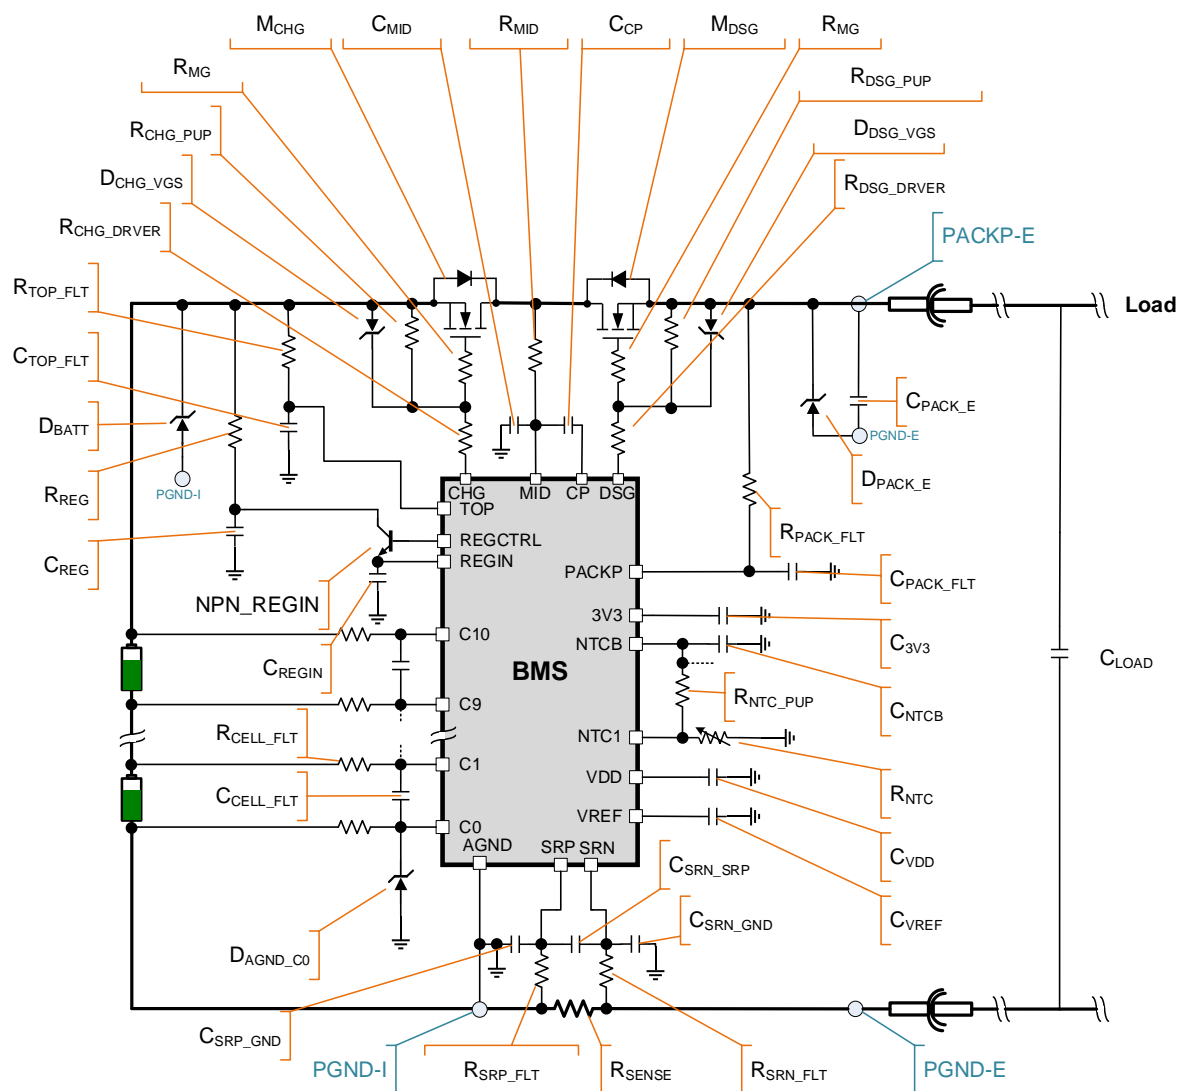 MCHG
CMID
RMID
CCP
MDSG
RMG
RMG
RDSG_PUP
RCHG_PUP
DDSG_VGS
DCHG_VGS
RDSG_DRVER
RCHG_DRVER
PACKP-E
RTOP_FLT
Load
CTOP_FLT
CPACK_E
DBATT
PGND-E
PGND-I
DPACK_E
RREG
CHG
MID
CP
DSG
TOP
RPACK_FLT
REGCTRL
CREG
REGIN
PACKP
CPACK_FLT
NPN_REGIN
3V3
C10
NTCB
C3V3
CREGIN
BMS
CLOAD
C9
RNTC_PUP
CNTCB
RCELL_FLT
NTC1
C1
VDD
RNTC
CCELL_FLT
VREF
C0
AGND
SRP
SRN
CVDD
CSRN_SRP
CSRN_GND
CVREF
DAGND_C0
CSRP_GND
PGND-I
RSRP_FLT
RSENSE
RSRN_FLT
PGND-E